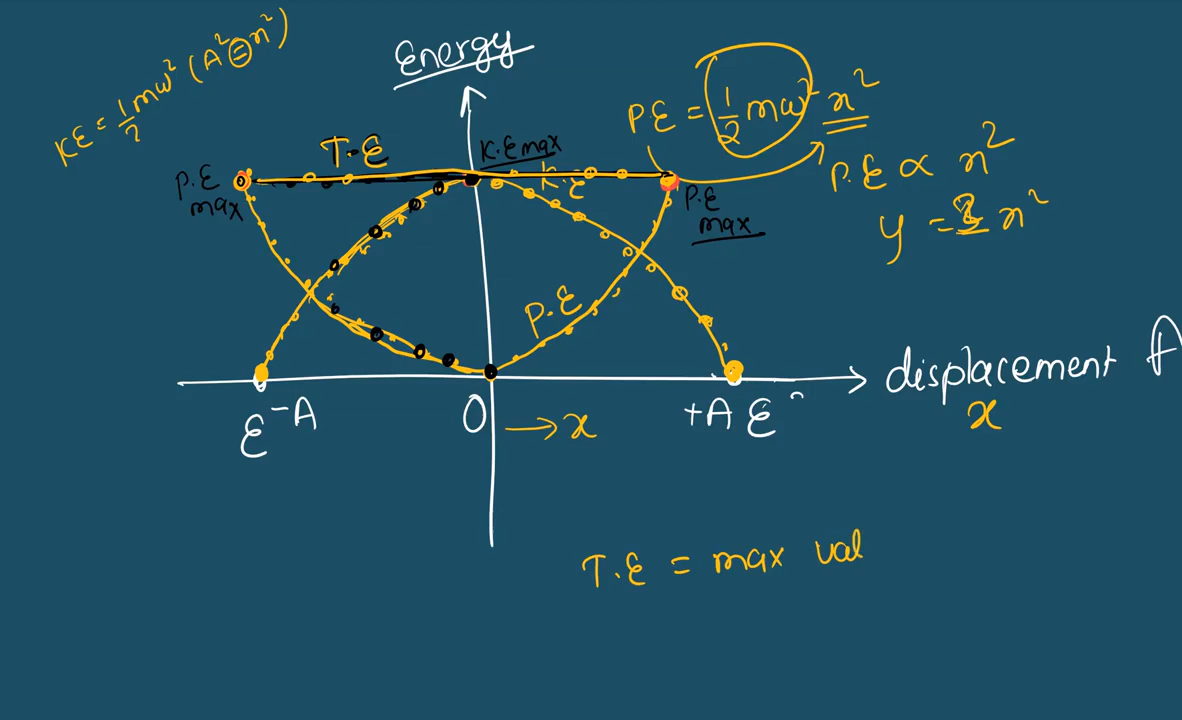 KE = 1/2 mω² (A² = x²)
Energy
PE = 1/2 mω² x²
P.E ∝ x²
y = x²
T.E
K.E max
K.E
P.E
max
P.E
max
P.E
displacement
x
E -A
O
→ x
+A E
T.E = max val